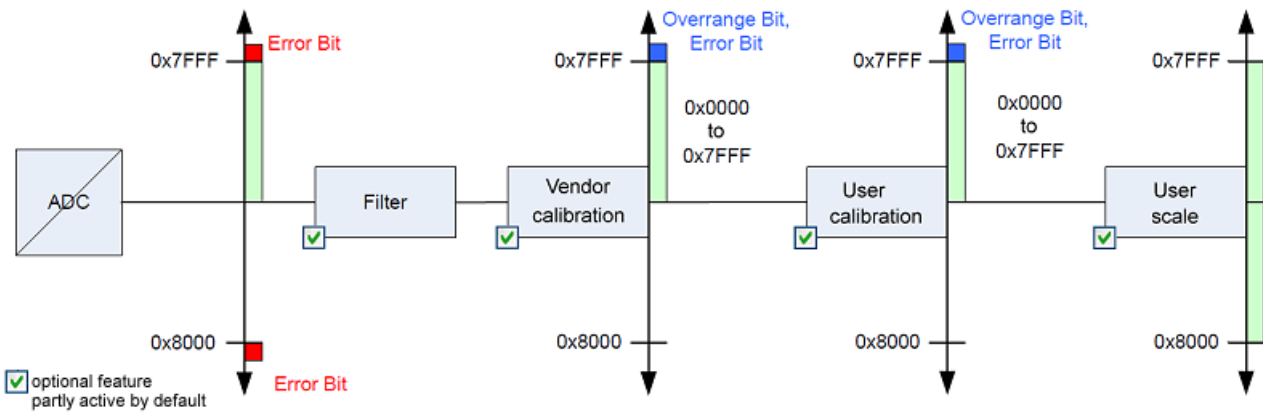 Error Bit
0x7FFF
Overrange Bit,
Error Bit
0x7FFF
0x0000
to
0x7FFF
Overrange Bit,
Error Bit
0x7FFF
0x0000
to
0x7FFF
0x7FFF
ADC
Filter
Vendor
calibration
User
calibration
User
scale
0x8000
Error Bit
0x8000
0x8000
0x8000
optional feature
partly active by default